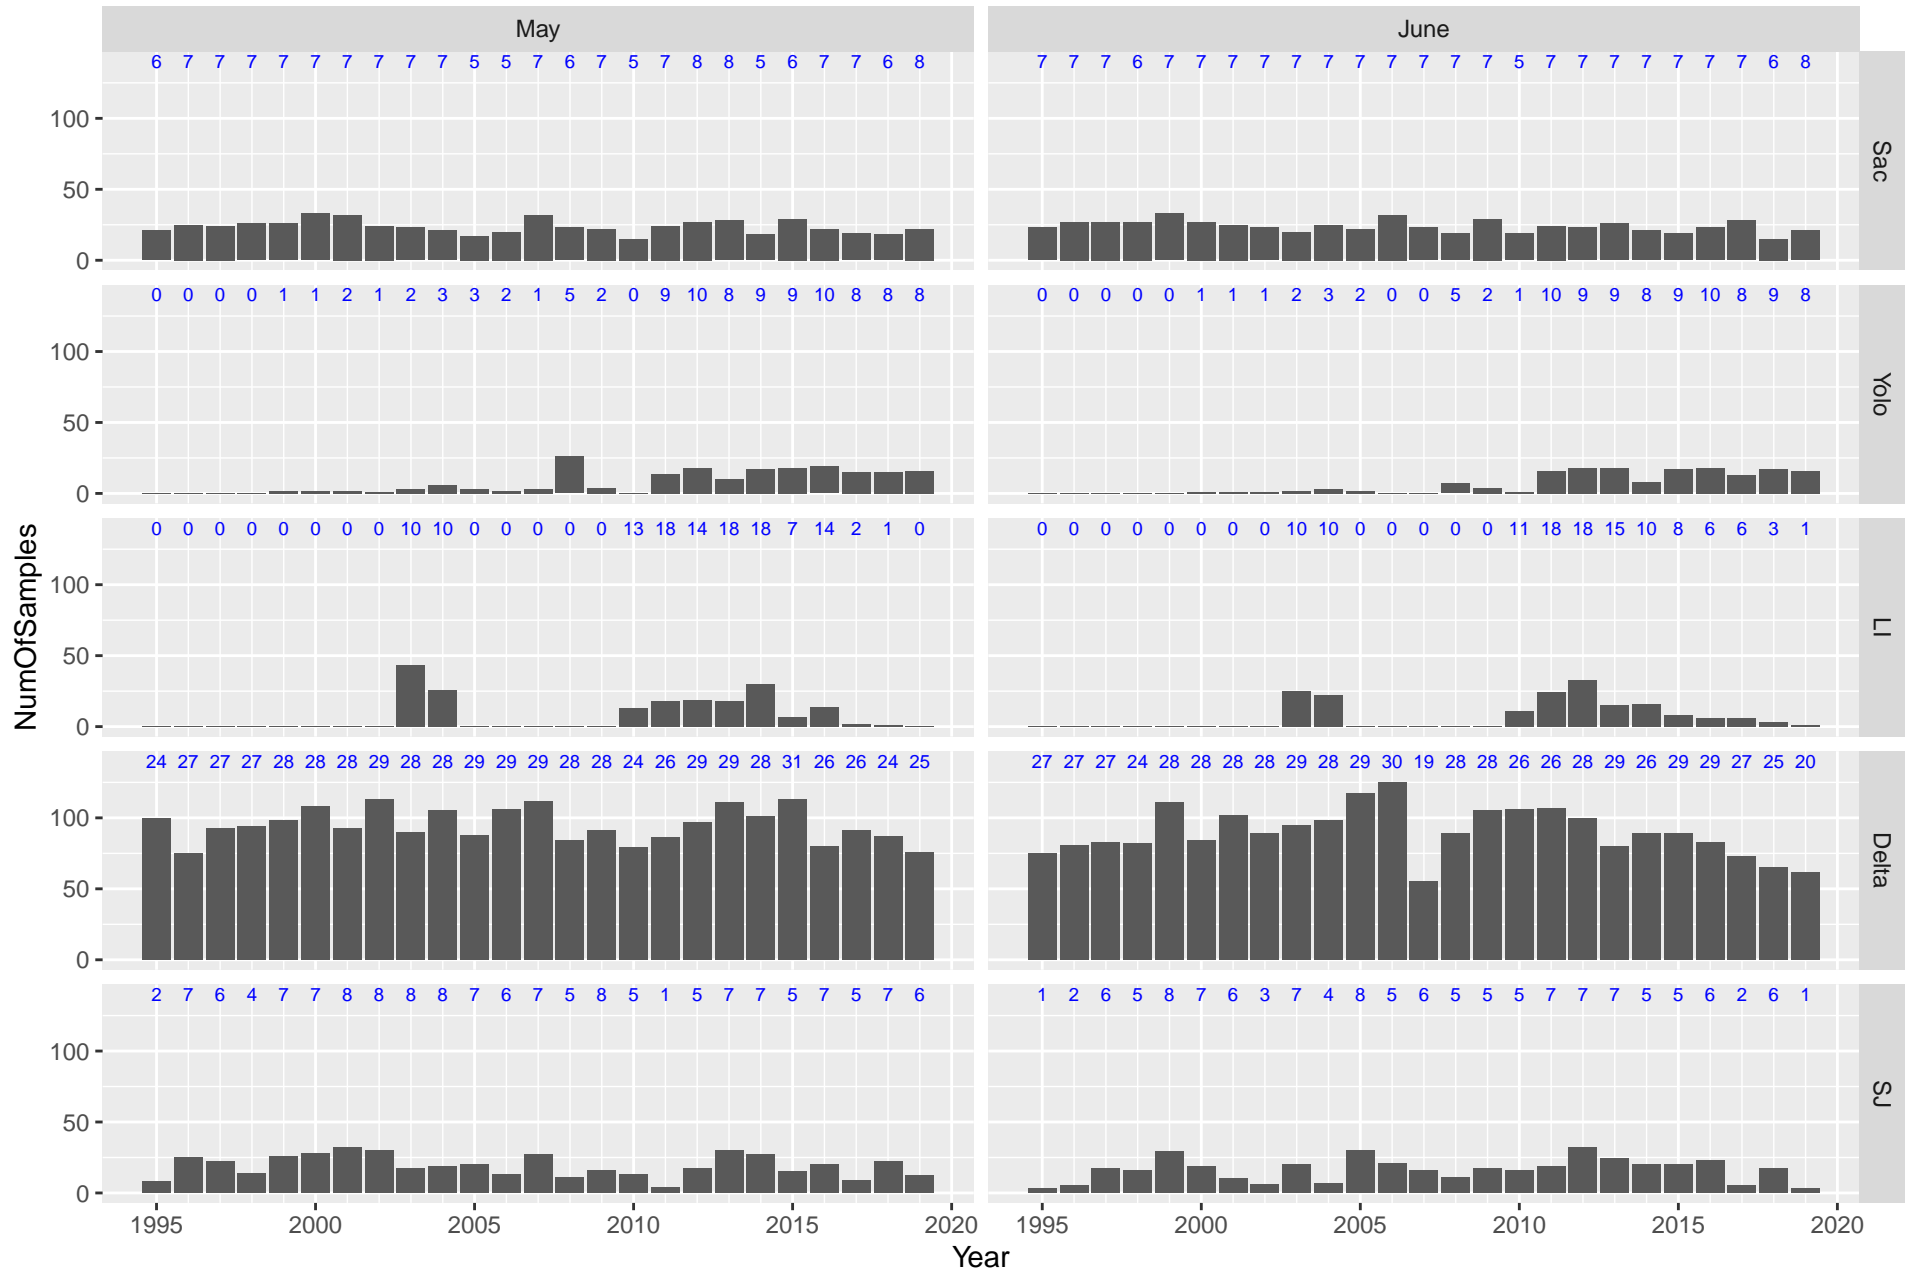 May June
6 7 7 7 7 7 7 7 7 7 5 5 7 6 7 5 7 8 8 5 6 7 7 6 8
7 7 7 6 7 7 7 7 7 7 7 7 7 7 7 5 7 7 7 7 7 7 7 6 8
100
50
0
Sac
0 0 0 0 1 1 2 1 2 3 3 2 1 5 2 0 9 10 8 9 9 10 8 8 8
0 0 0 0 0 1 1 1 2 3 2 0 0 5 2 1 10 9 9 8 9 10 8 9 8
100
50
0
Yolo
0 0 0 0 0 0 0 0 10 10 0 0 0 0 0 13 18 14 18 18 7 14 2 1 0
0 0 0 0 0 0 0 0 10 10 0 0 0 0 0 11 18 18 15 10 8 6 6 3 1
100
50
0
LI
NumOfSamples
24 27 27 27 28 28 28 29 28 28 29 29 29 28 28 24 26 29 29 28 31 26 26 24 25
27 27 27 24 28 28 28 28 29 28 29 30 19 28 28 26 26 28 29 26 29 29 27 25 20
100
50
0
Delta
2 7 6 4 7 7 8 8 8 8 7 6 7 5 8 5 1 5 7 7 5 7 5 7 6
1 2 6 5 8 7 6 3 7 4 8 5 6 5 5 5 7 7 7 5 5 6 2 6 1
100
50
0
SJ
1995 2000 2005 2010 2015 2020 1995 2000 2005 2010 2015 2020
Year